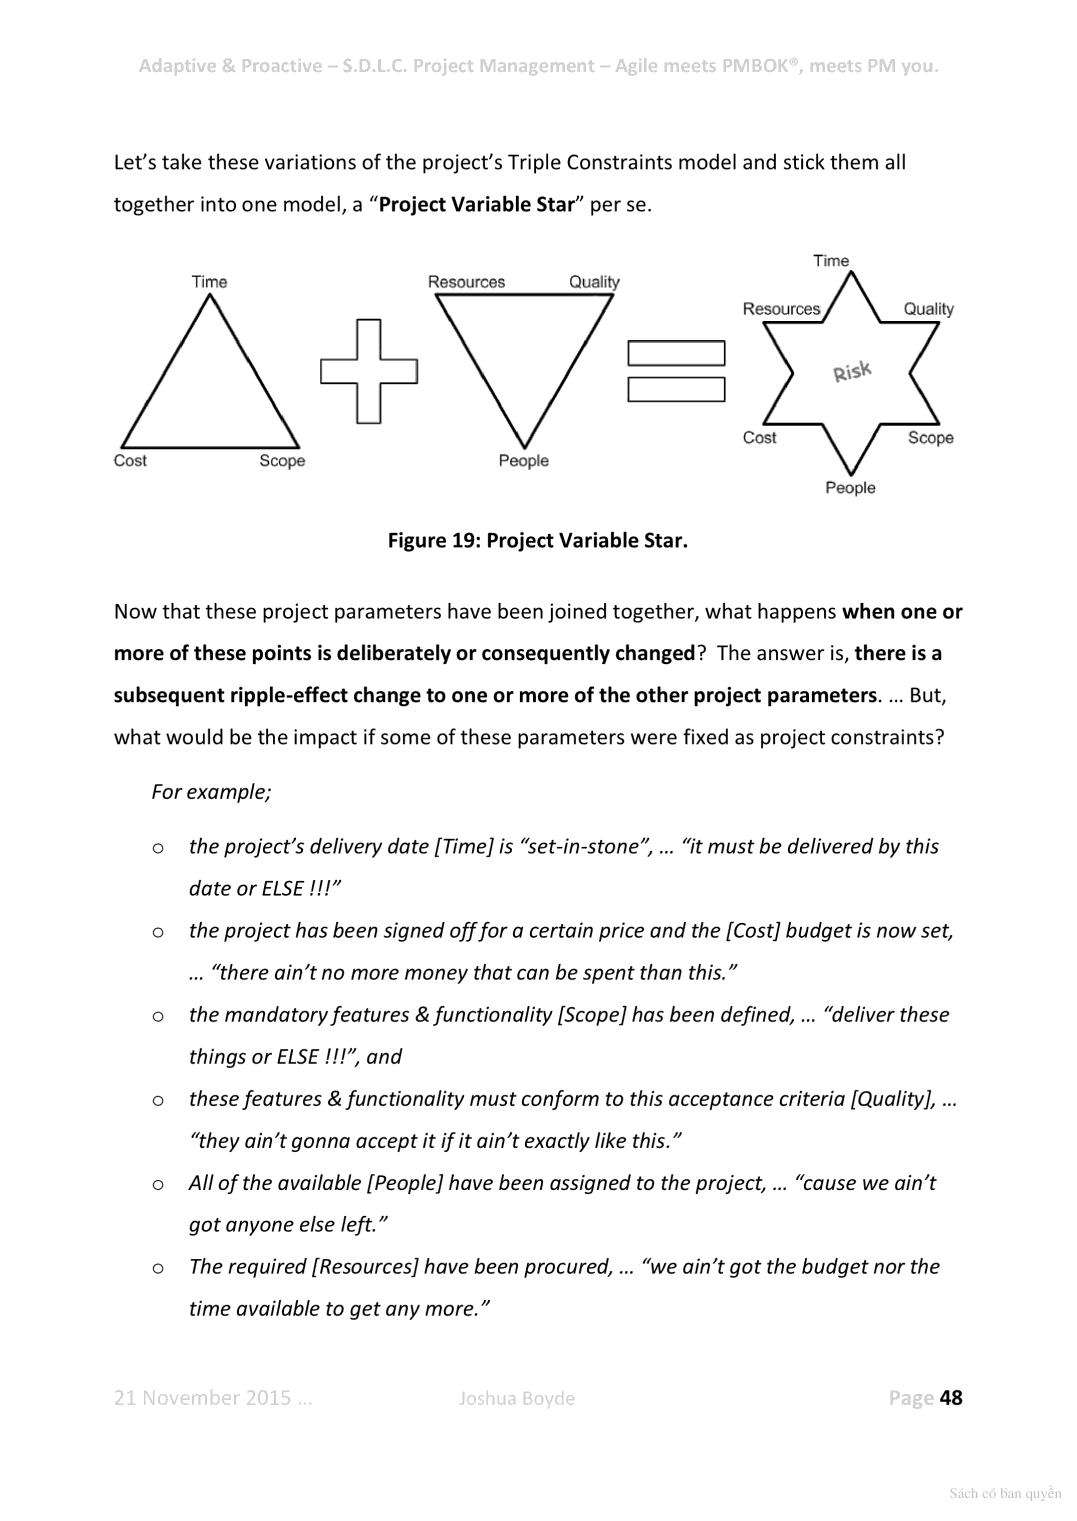 Adaptive & Proactive – S.D.L.C. Project Management – Agile meets PMBOK®, meets PM you.
Let’s take these variations of the project’s Triple Constraints model and stick them all
together into one model, a “Project Variable Star” per se.
Time
Cost
Scope
Resources
Quality
People
Time
Resources
Quality
Risk
Cost
Scope
People
Figure 19: Project Variable Star.
Now that these project parameters have been joined together, what happens when one or
more of these points is deliberately or consequently changed? The answer is, there is a
subsequent ripple-effect change to one or more of the other project parameters. … But,
what would be the impact if some of these parameters were fixed as project constraints?
For example;
o the project’s delivery date [Time] is “set-in-stone”, … “it must be delivered by this
date or ELSE !!!”
o the project has been signed off for a certain price and the [Cost] budget is now set,
… “there ain’t no more money that can be spent than this.”
o the mandatory features & functionality [Scope] has been defined, … “deliver these
things or ELSE !!!”, and
o these features & functionality must conform to this acceptance criteria [Quality], …
“they ain’t gonna accept it if it ain’t exactly like this.”
o All of the available [People] have been assigned to the project, … “cause we ain’t
got anyone else left.”
o The required [Resources] have been procured, … “we ain’t got the budget nor the
time available to get any more.”
21 November 2015 … Joshua Boyde Page 48
Sách có bản quyền